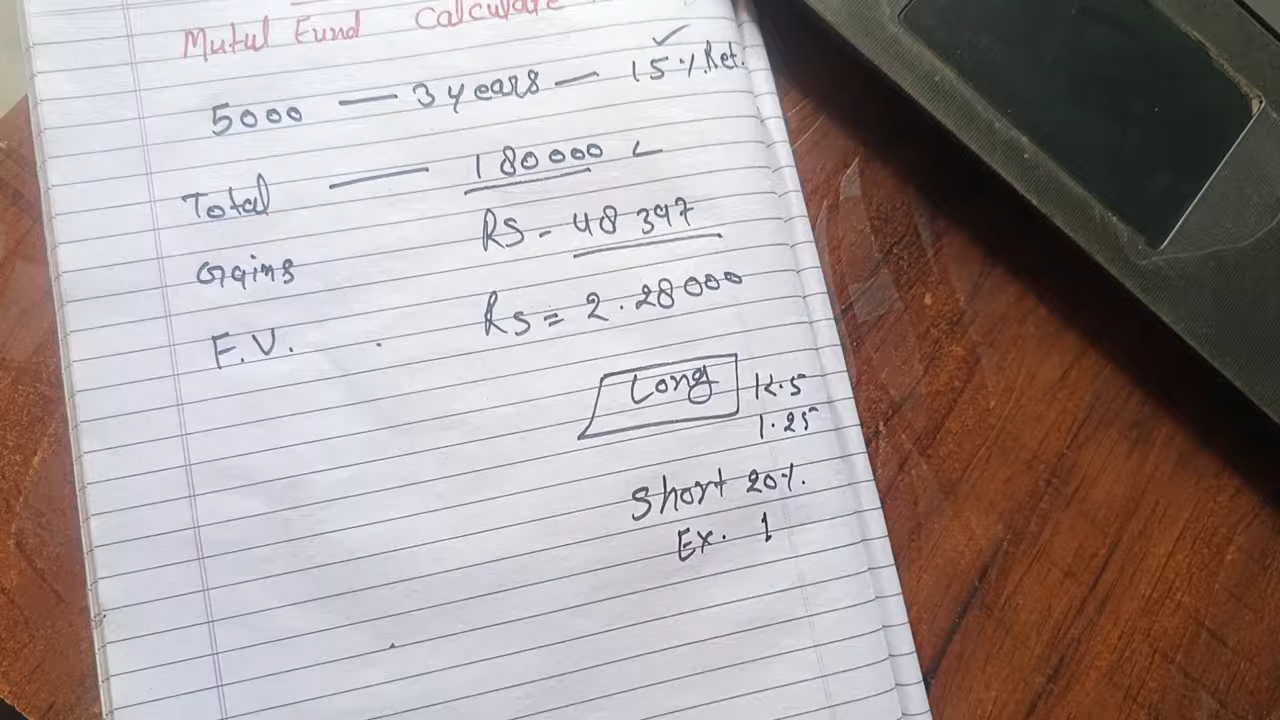 Mutul Fund Calculate
5000 — 3 years — 15% Ret.
Total — 180000
Gains Rs - 48397
F.V. Rs = 2.28000
Long 12.5
1.25
Short 20%.
Ex. 1